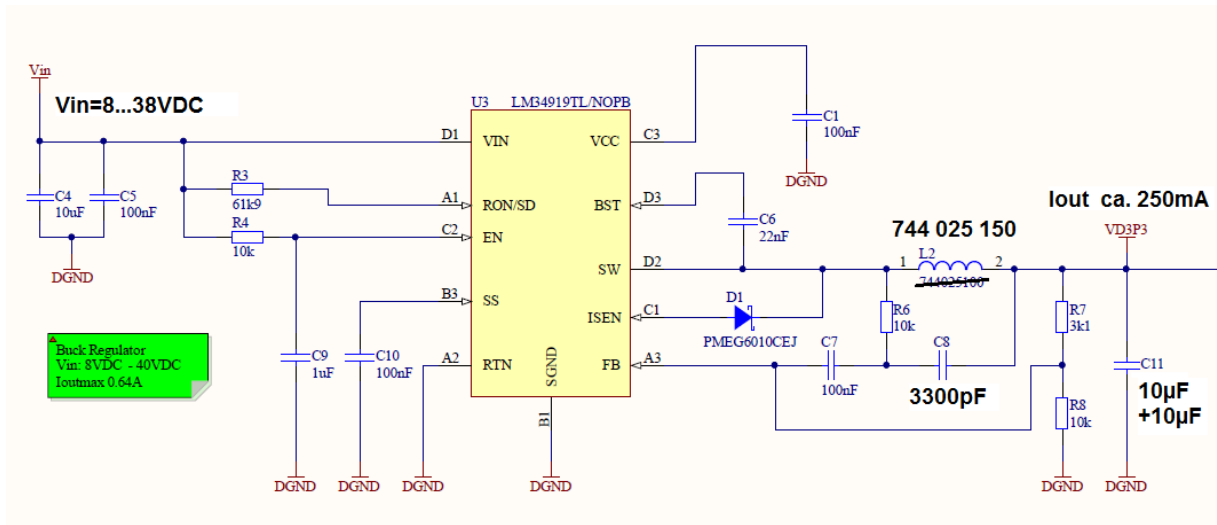 Vin
Vin=8...38VDC
U3
LM34919TL/NOPB
D1
VIN
VCC
C3
C1
100nF
DGND
C4
10uF
C5
100nF
DGND
R3
61k9
A1
RON/SD
BST
D3
R4
10k
C2
EN
C6
22nF
Iout ca. 250mA
VD3P3
744 025 150
SW
D2
1
L2
2
744025100
B3
SS
ISEN
C1
D1
PMEG6010CEJ
R6
10k
R7
3k1
Buck Regulator
Vin: 8VDC - 40VDC
Ioutmax 0.64A
C9
1uF
C10
100nF
A2
RTN
SGND
FB
A3
C7
100nF
C8
3300pF
C11
10µF
+10µF
R8
10k
B1
DGND
DGND
DGND
DGND
DGND
DGND